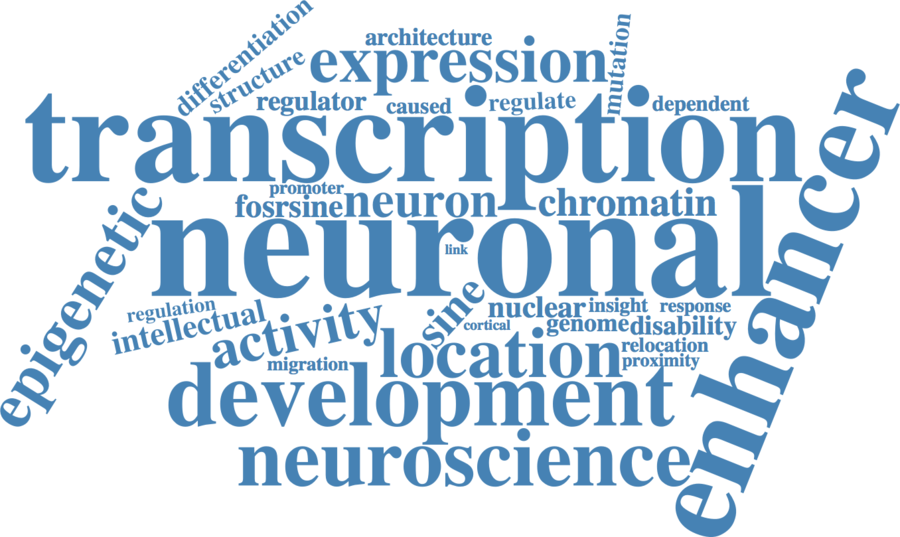 differentiation
architecture
mutation
structure
expression
regulator
caused
regulate
dependent
transcription
enhancer
promoter
fosrsine
neuron
chromatin
epigenetic
neuronal
link
regulation
intellectual
activity
sine
nuclear
insight
response
cortical
genome
disability
migration
location
relocation
proximity
development
neuroscience